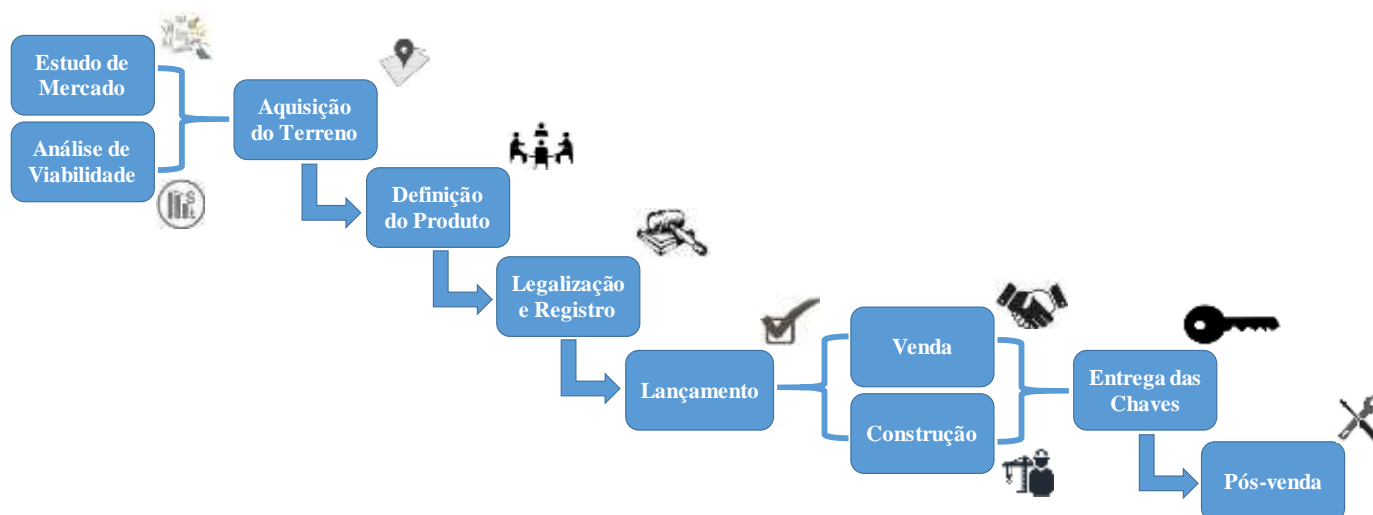 Estudo de
Mercado
Análise de
Viabilidade
Aquisição
do Terreno
Definição
do Produto
Legalização
e Registro
Lançamento
Venda
Construção
Entrega das
Chaves
Pós-venda